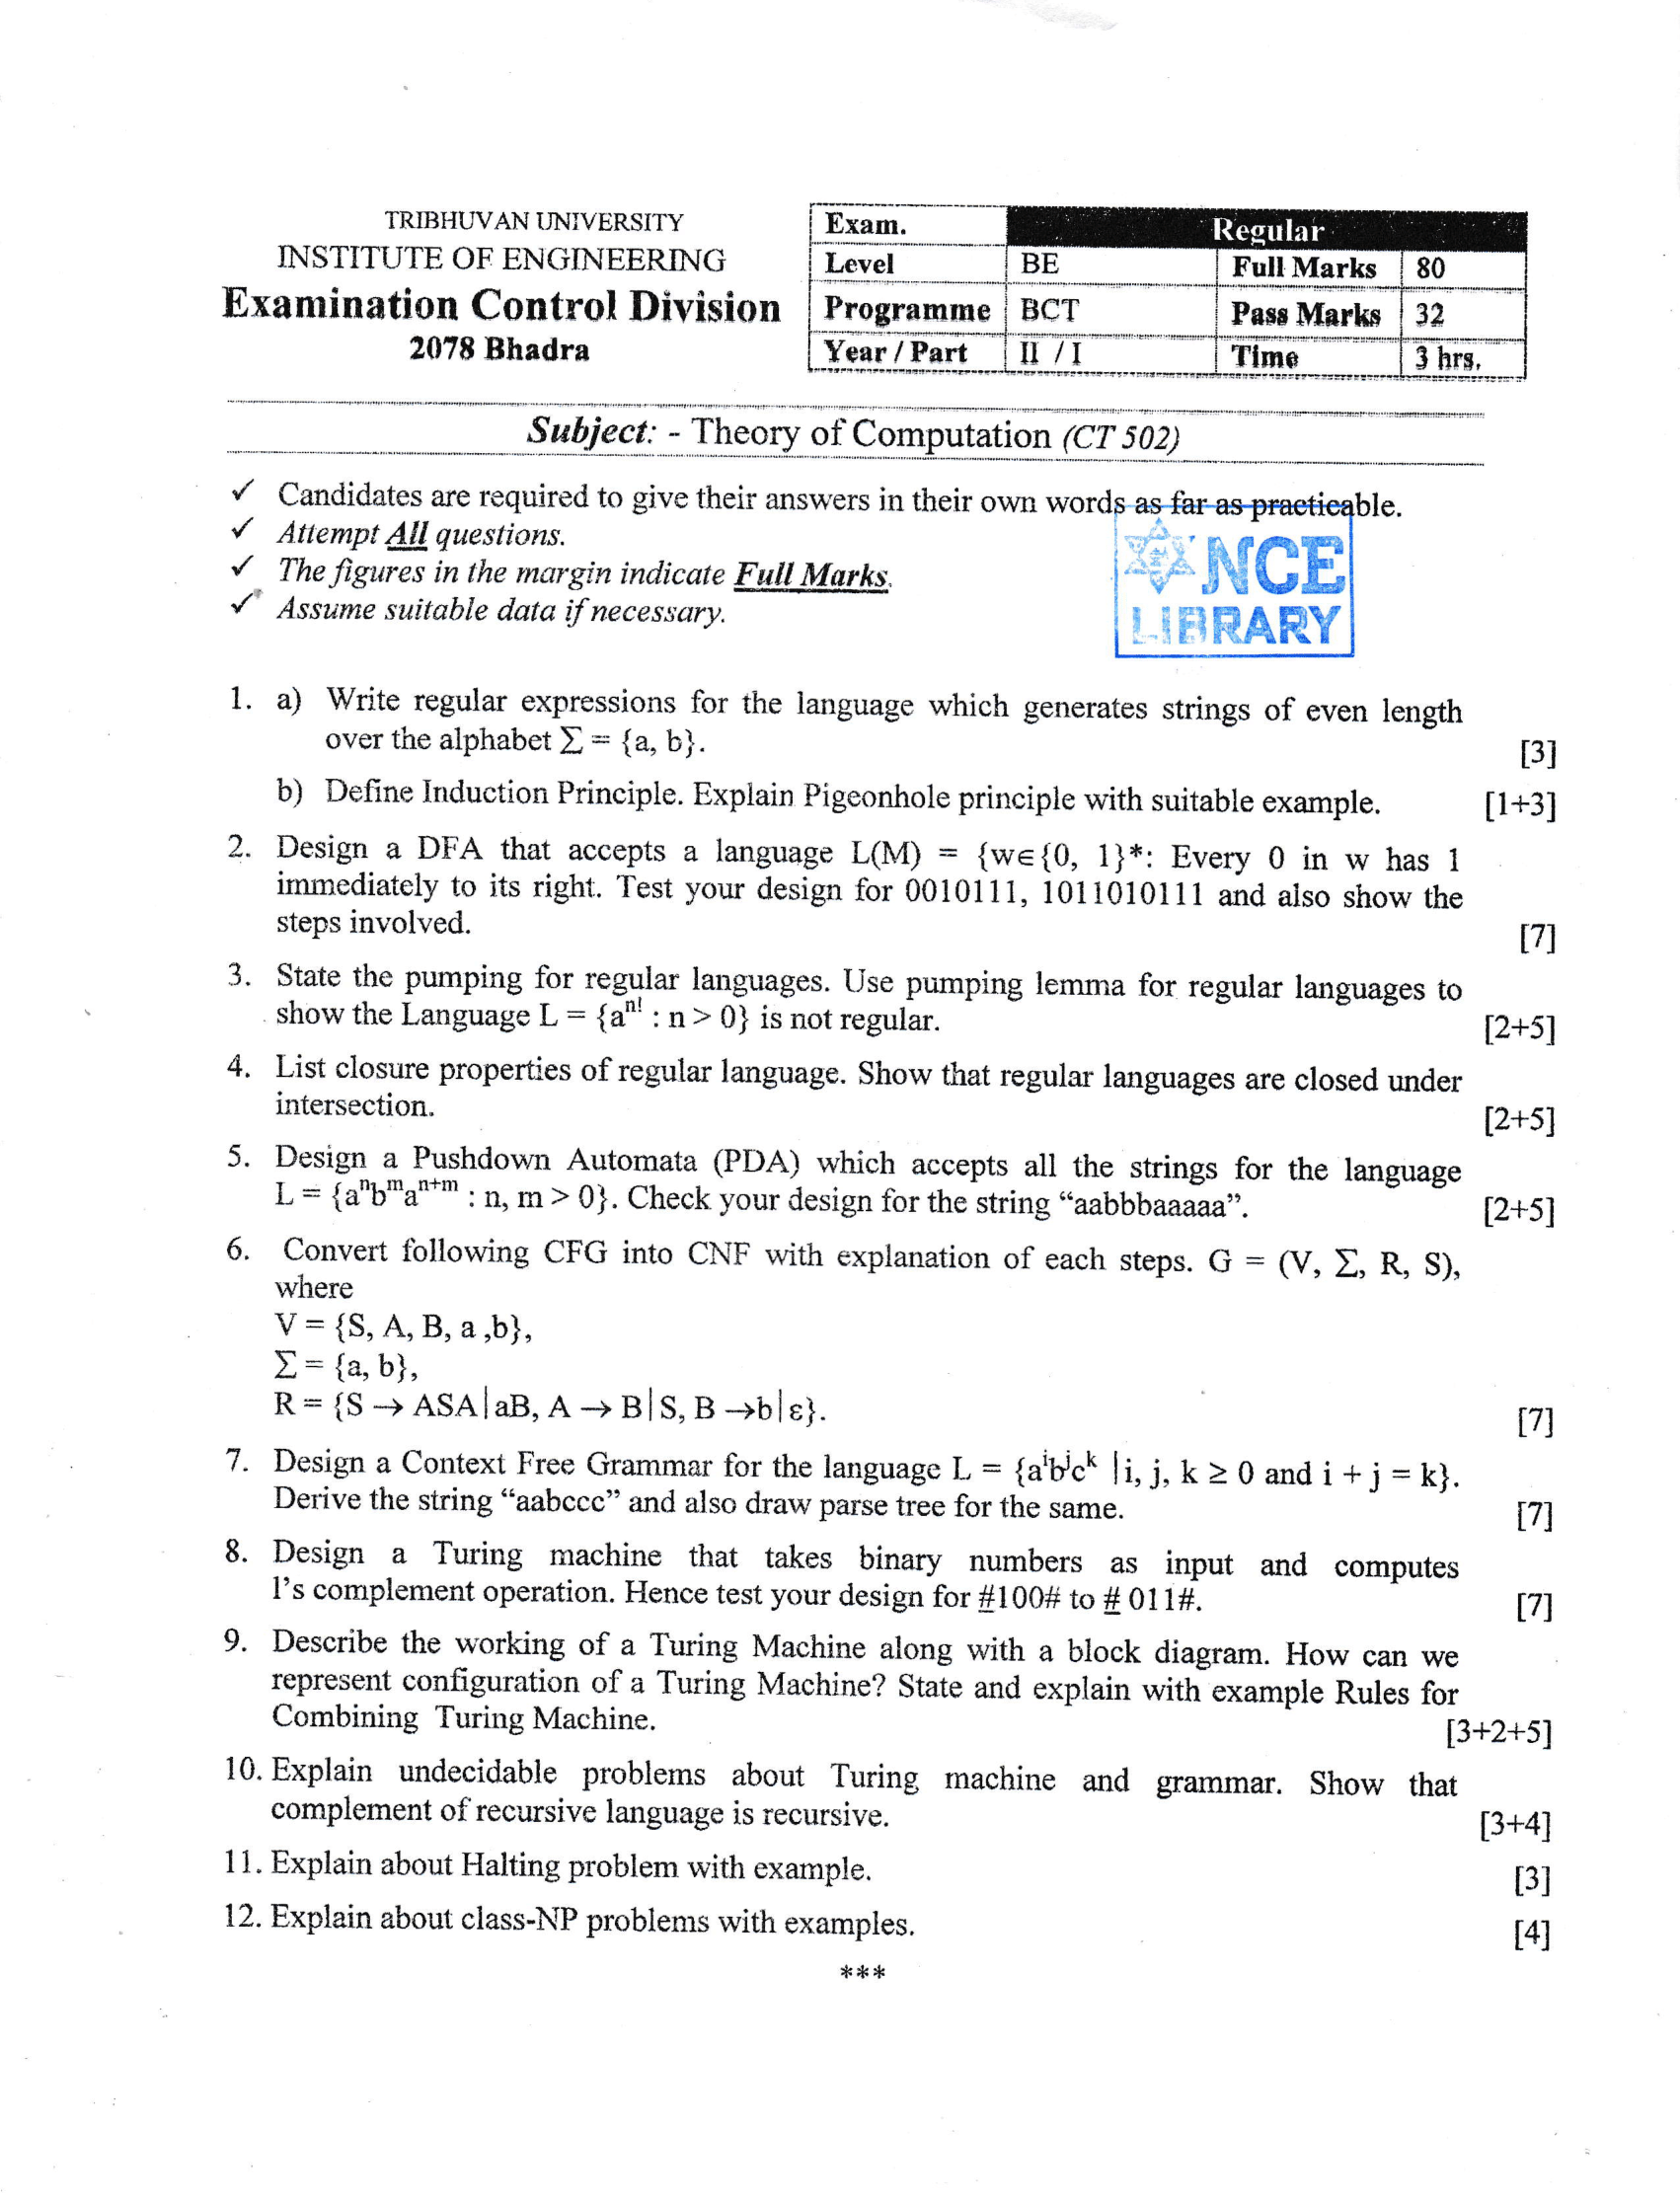 TRIBHUVAN UNIVERSITY
INSTITUTE OF ENGINEERING
Examination Control Division
2078 Bhadra
Exam. Regular
Level BE Full Marks 80
Programme BCT Pass Marks 32
Year / Part II / I Time 3 hrs.
Subject: - Theory of Computation (CT 502)
✓ Candidates are required to give their answers in their own words as far as practicable.
✓ Attempt All questions.
✓ The figures in the margin indicate Full Marks.
✓ Assume suitable data if necessary.
NCE
LIBRARY
1. a) Write regular expressions for the language which generates strings of even length
over the alphabet ∑ = {a, b}. [3]
b) Define Induction Principle. Explain Pigeonhole principle with suitable example. [1+3]
2. Design a DFA that accepts a language L(M) = {w∈{0, 1}*: Every 0 in w has 1
immediately to its right. Test your design for 0010111, 1011010111 and also show the
steps involved. [7]
3. State the pumping for regular languages. Use pumping lemma for regular languages to
show the Language L = {aⁿ! : n > 0} is not regular. [2+5]
4. List closure properties of regular language. Show that regular languages are closed under
intersection. [2+5]
5. Design a Pushdown Automata (PDA) which accepts all the strings for the language
L = {aⁿbᵐaⁿ⁺ᵐ : n, m > 0}. Check your design for the string “aabbbaaaaa”. [2+5]
6. Convert following CFG into CNF with explanation of each steps. G = (V, ∑, R, S),
where
V = {S, A, B, a ,b},
∑ = {a, b},
R = {S → ASA|aB, A → B|S, B →b|ε}. [7]
7. Design a Context Free Grammar for the language L = {aⁱbʲcᵏ |i, j, k ≥ 0 and i + j = k}.
Derive the string “aabccc” and also draw parse tree for the same. [7]
8. Design a Turing machine that takes binary numbers as input and computes
1’s complement operation. Hence test your design for #100# to # 011#. [7]
9. Describe the working of a Turing Machine along with a block diagram. How can we
represent configuration of a Turing Machine? State and explain with example Rules for
Combining Turing Machine. [3+2+5]
10. Explain undecidable problems about Turing machine and grammar. Show that
complement of recursive language is recursive. [3+4]
11. Explain about Halting problem with example. [3]
12. Explain about class-NP problems with examples. [4]
***